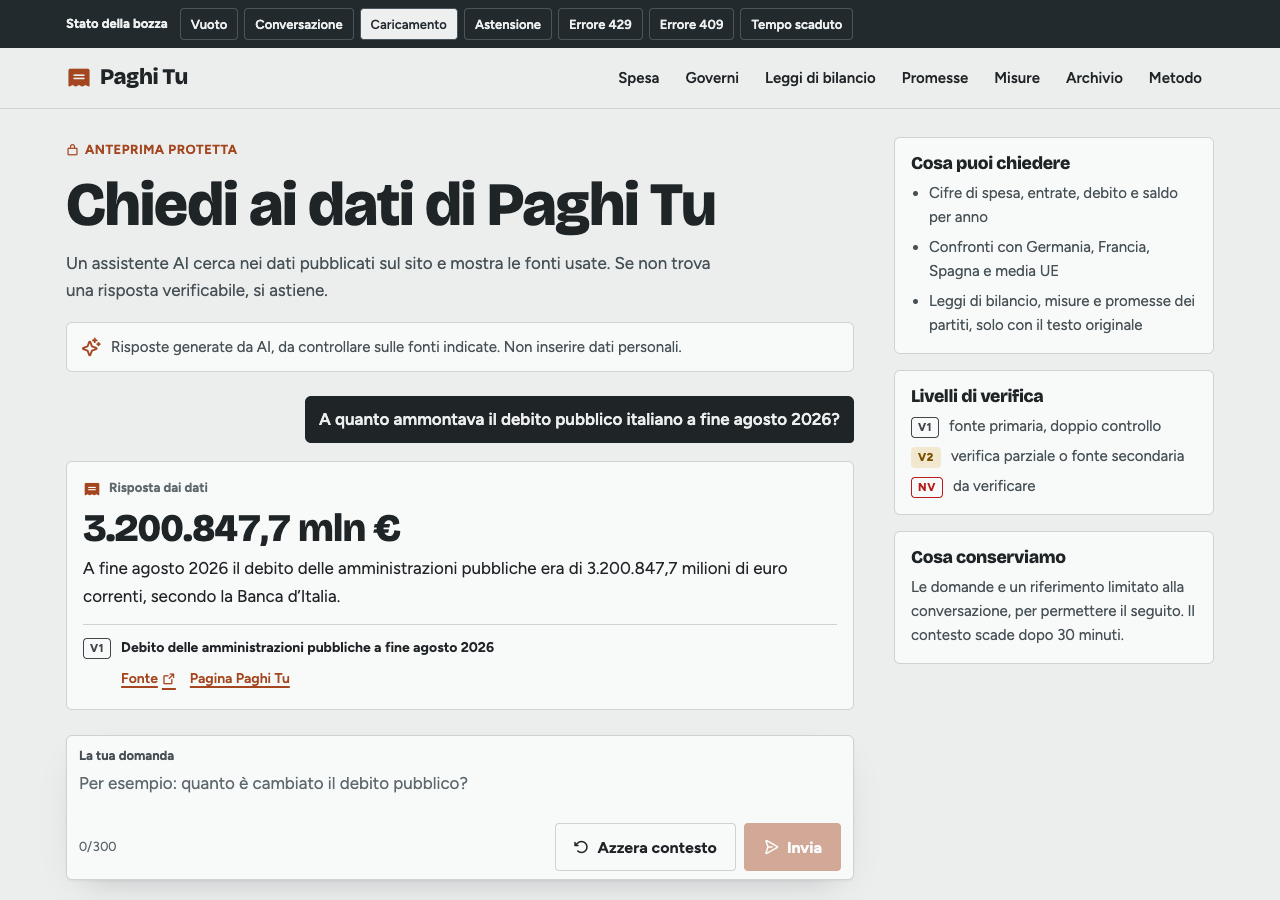 Stato della bozza
Vuoto
Conversazione
Caricamento
Astensione
Errore 429
Errore 409
Tempo scaduto
Paghi Tu
Spesa
Governi
Leggi di bilancio
Promesse
Misure
Archivio
Metodo
ANTEPRIMA PROTETTA
Chiedi ai dati di Paghi Tu
Un assistente AI cerca nei dati pubblicati sul sito e mostra le fonti usate. Se non trova
una risposta verificabile, si astiene.
Risposte generate da AI, da controllare sulle fonti indicate. Non inserire dati personali.
A quanto ammontava il debito pubblico italiano a fine agosto 2026?
Risposta dai dati
3.200.847,7 mln €
A fine agosto 2026 il debito delle amministrazioni pubbliche era di 3.200.847,7 milioni di euro
correnti, secondo la Banca d’Italia.
V1 Debito delle amministrazioni pubbliche a fine agosto 2026
Fonte
Pagina Paghi Tu
La tua domanda
Per esempio: quanto è cambiato il debito pubblico?
0/300
Azzera contesto
Invia
Cosa puoi chiedere
• Cifre di spesa, entrate, debito e saldo
per anno
• Confronti con Germania, Francia,
Spagna e media UE
• Leggi di bilancio, misure e promesse dei
partiti, solo con il testo originale
Livelli di verifica
V1 fonte primaria, doppio controllo
V2 verifica parziale o fonte secondaria
NV da verificare
Cosa conserviamo
Le domande e un riferimento limitato alla
conversazione, per permettere il seguito. Il
contesto scade dopo 30 minuti.